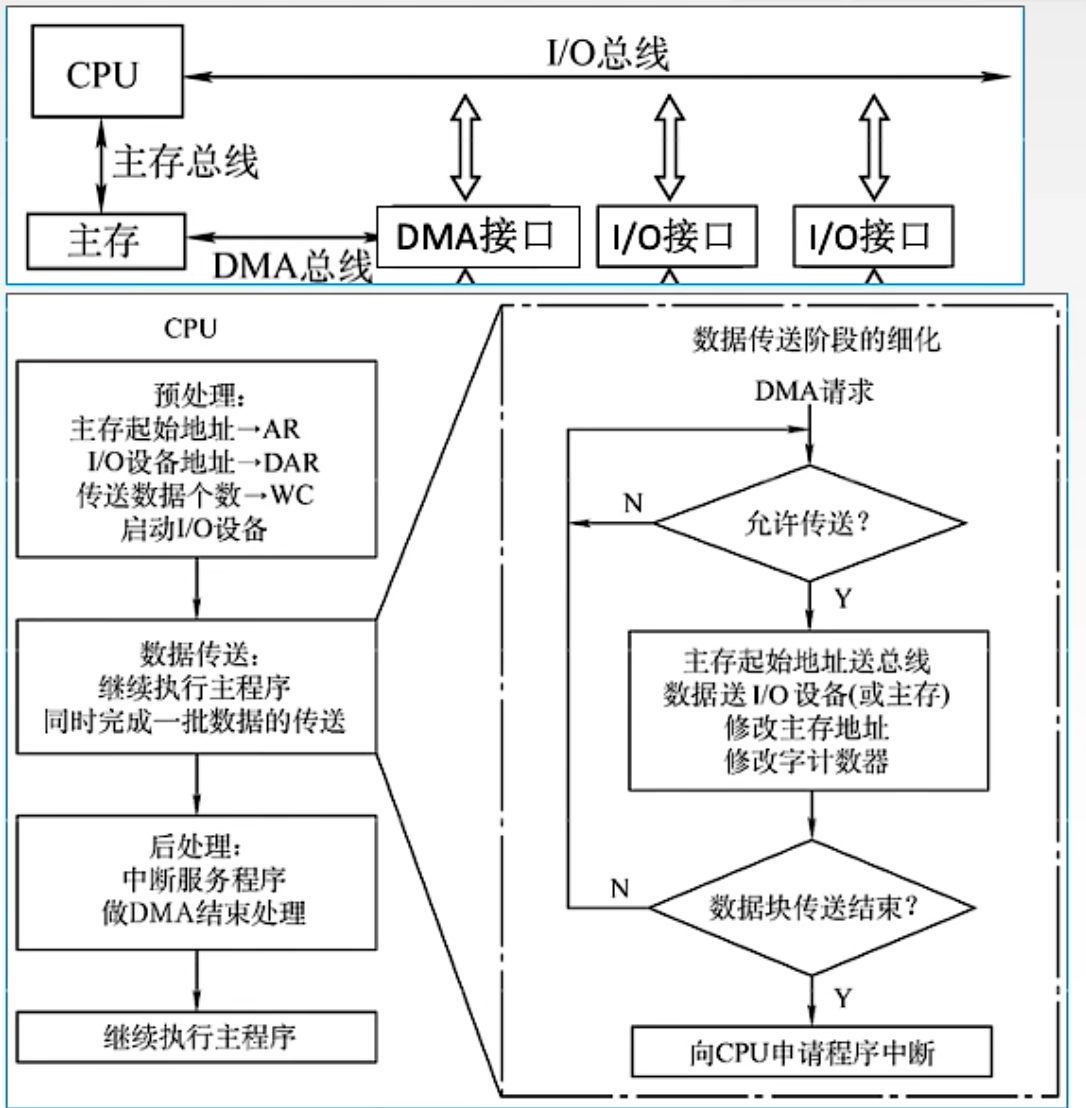 I/O总线
CPU
主存总线
主存
DMA总线
DMA接口
I/O接口
I/O接口
CPU
预处理:
主存起始地址→AR
I/O设备地址→DAR
传送数据个数→WC
启动I/O设备
数据传送:
继续执行主程序
同时完成一批数据的传送
后处理:
中断服务程序
做DMA结束处理
继续执行主程序
数据传送阶段的细化
DMA请求
N
允许传送?
Y
主存起始地址送总线
数据送I/O设备(或主存)
修改主存地址
修改字计数器
N
数据块传送结束?
Y
向CPU申请程序中断